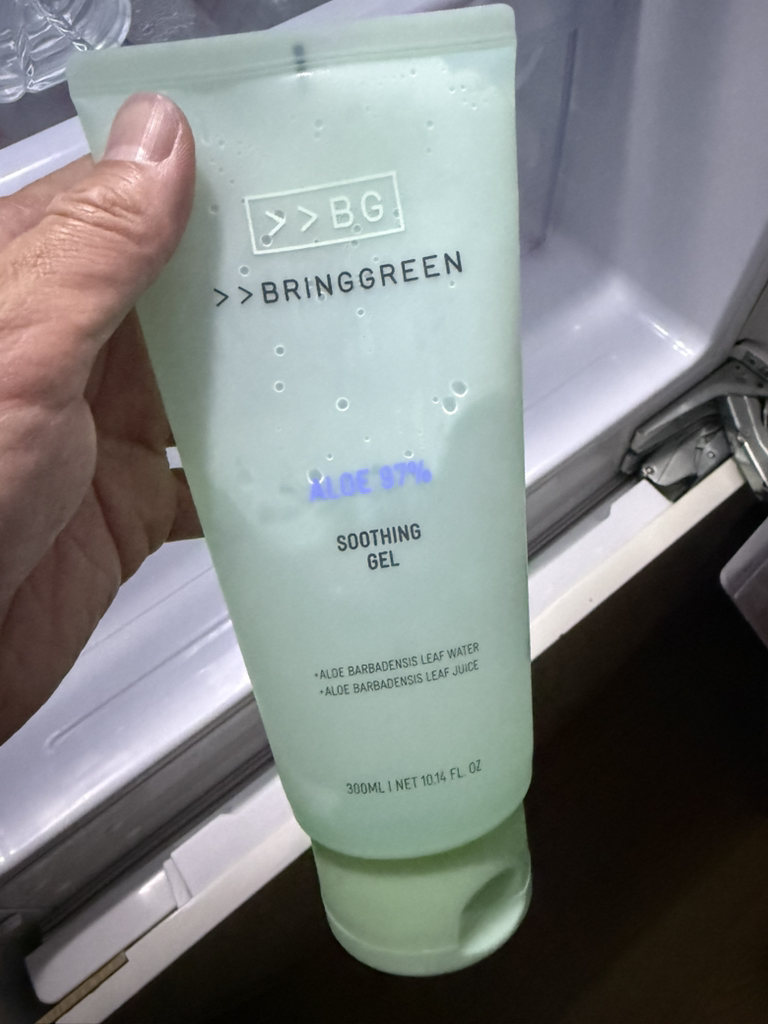 >>BG
>>BRINGGREEN
ALOE 97%
SOOTHING
GEL
+ALOE BARBADENSIS LEAF WATER
+ALOE BARBADENSIS LEAF JUICE
300ML | NET 10.14 FL. OZ